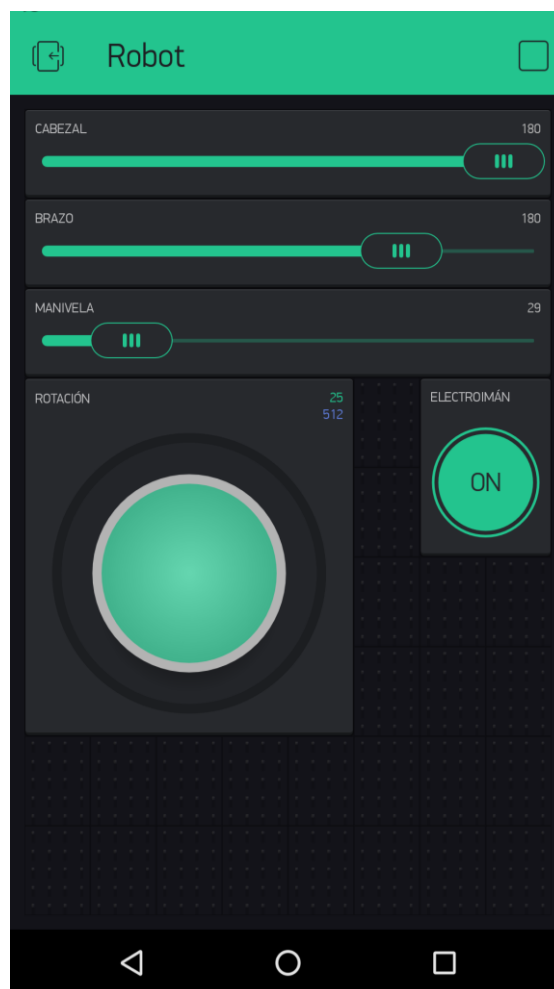 Robot
CABEZAL 180
BRAZO 180
MANIVELA 29
ROTACIÓN 25
512
ELECTROIMÁN
ON